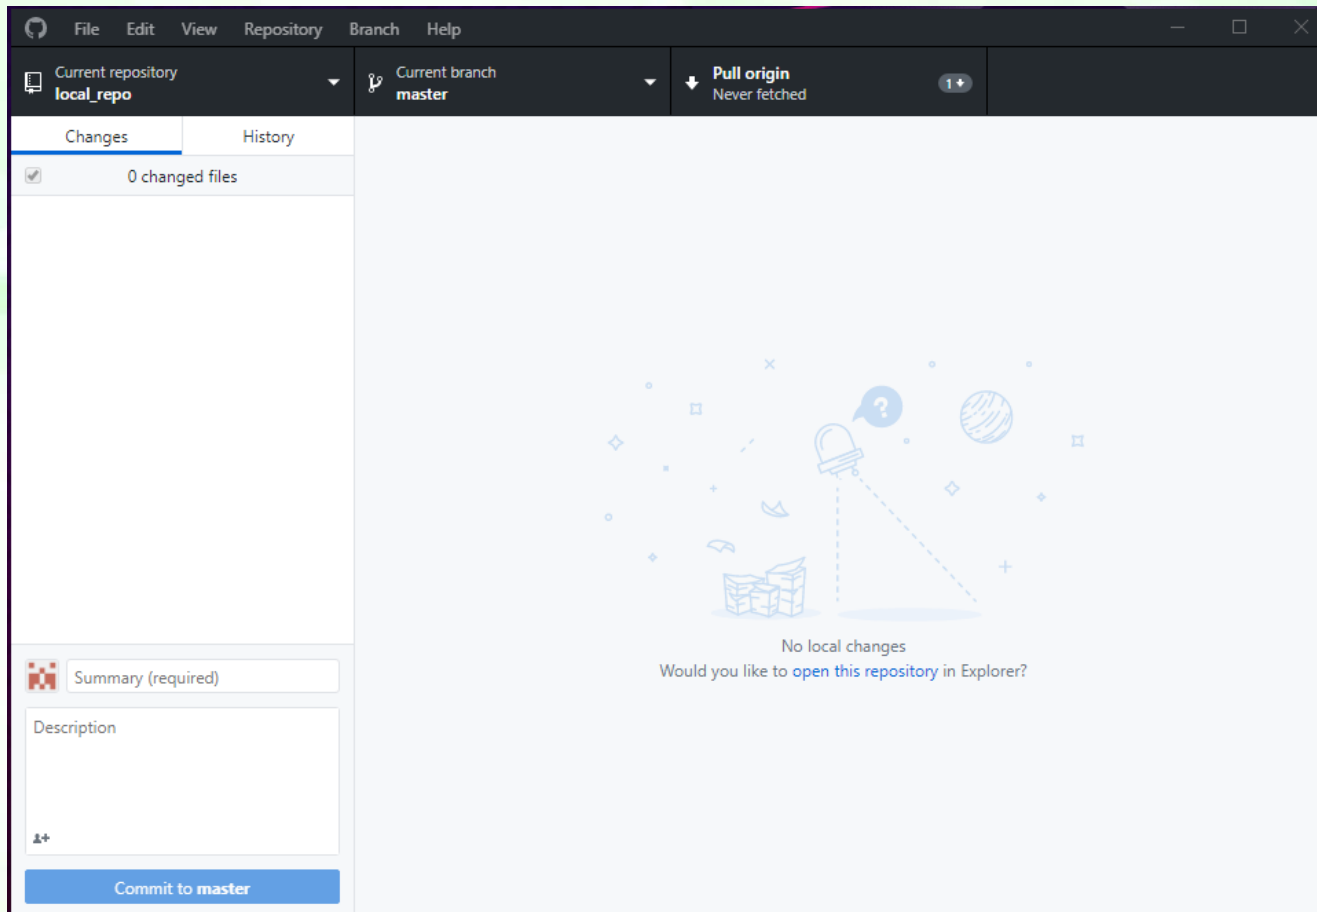 File Edit View Repository Branch Help
Current repository
local_repo
Current branch
master
Pull origin
Never fetched
1
Changes History
0 changed files
?
No local changes
Would you like to open this repository in Explorer?
Summary (required)
Description
Commit to master